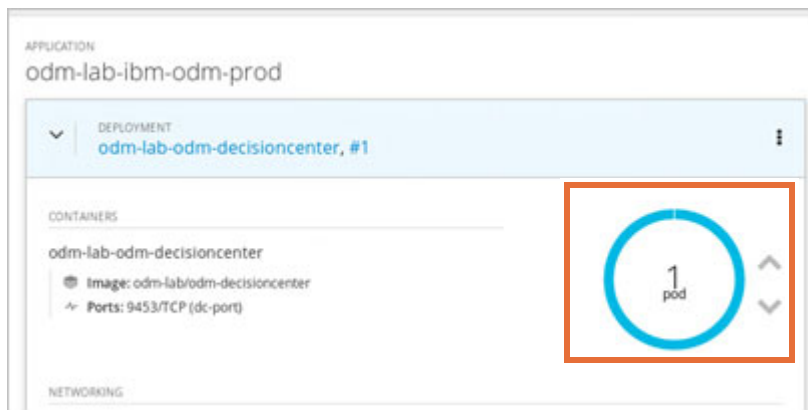 APPLICATION
odm-lab-ibm-odm-prod
DEPLOYMENT
odm-lab-odm-decisioncenter, #1
CONTAINERS
odm-lab-odm-decisioncenter
Image: odm-lab/odm-decisioncenter
Ports: 9453/TCP (dc-port)
1
pod
NETWORKING